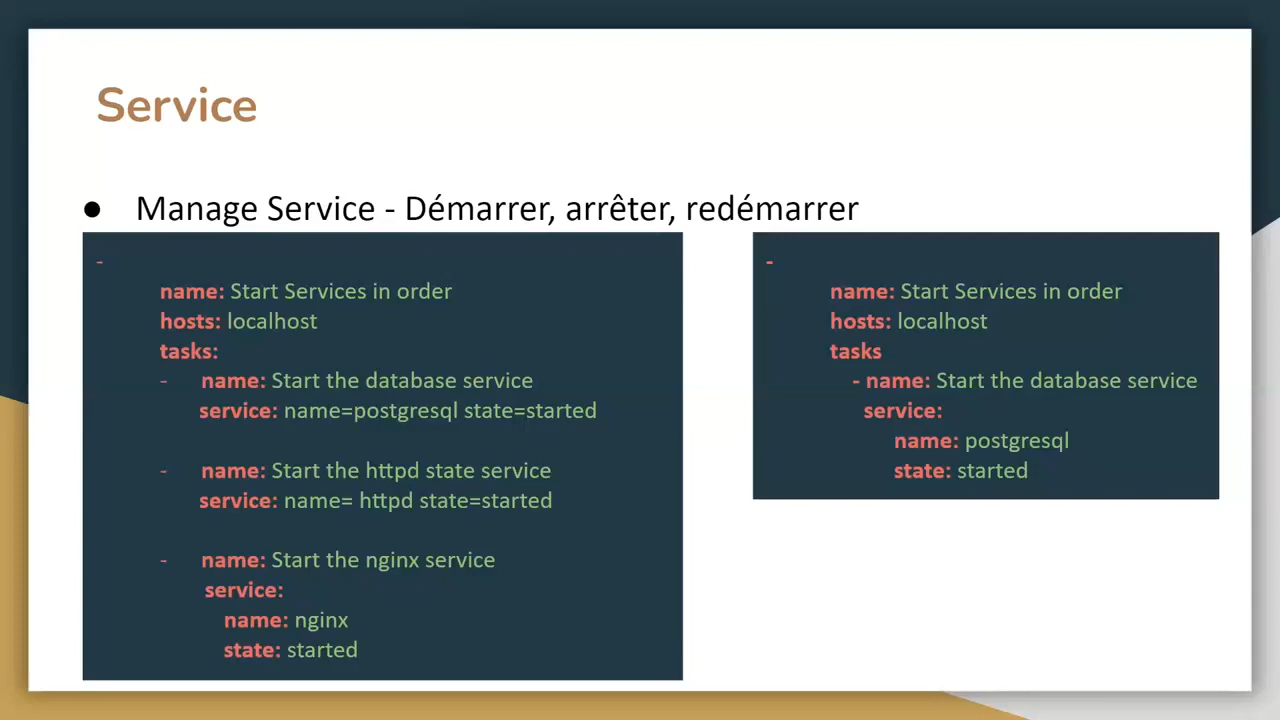 Service
● Manage Service - Démarrer, arrêter, redémarrer
-
name: Start Services in order
hosts: localhost
tasks:
- name: Start the database service
service: name=postgresql state=started
- name: Start the httpd state service
service: name= httpd state=started
- name: Start the nginx service
service:
name: nginx
state: started
-
name: Start Services in order
hosts: localhost
tasks
- name: Start the database service
service:
name: postgresql
state: started